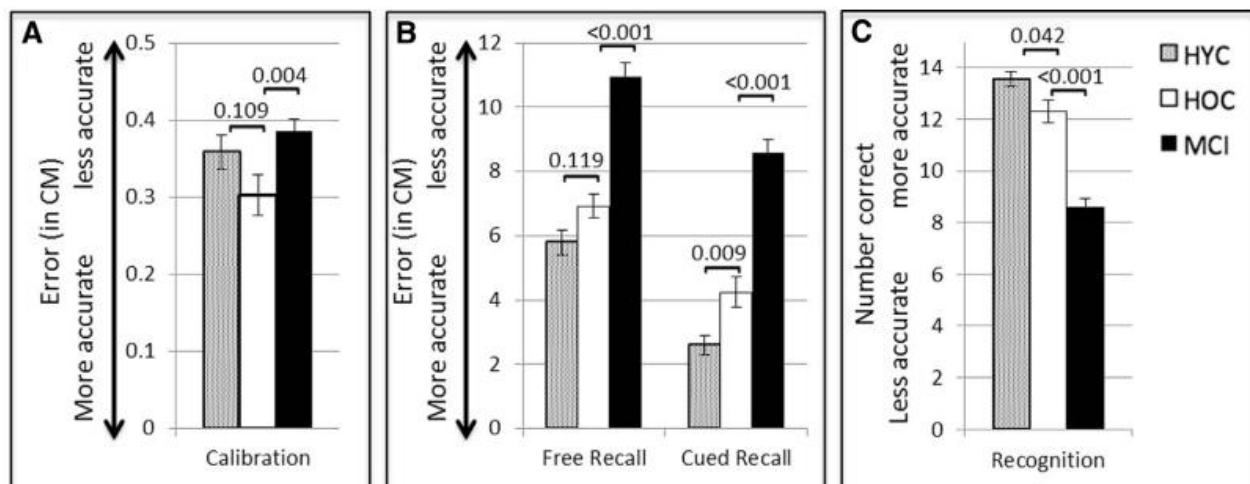 A
less accurate
More accurate
Error (in CM)
0.5
0.4
0.3
0.2
0.1
0
0.109
0.004
Calibration
B
less accurate
More accurate
Error (in CM)
12
10
8
6
4
2
0
0.119
<0.001
0.009
<0.001
Free Recall
Cued Recall
C
more accurate
Less accurate
Number correct
14
12
10
8
6
4
2
0
0.042
<0.001
Recognition
HYC
HOC
MCI